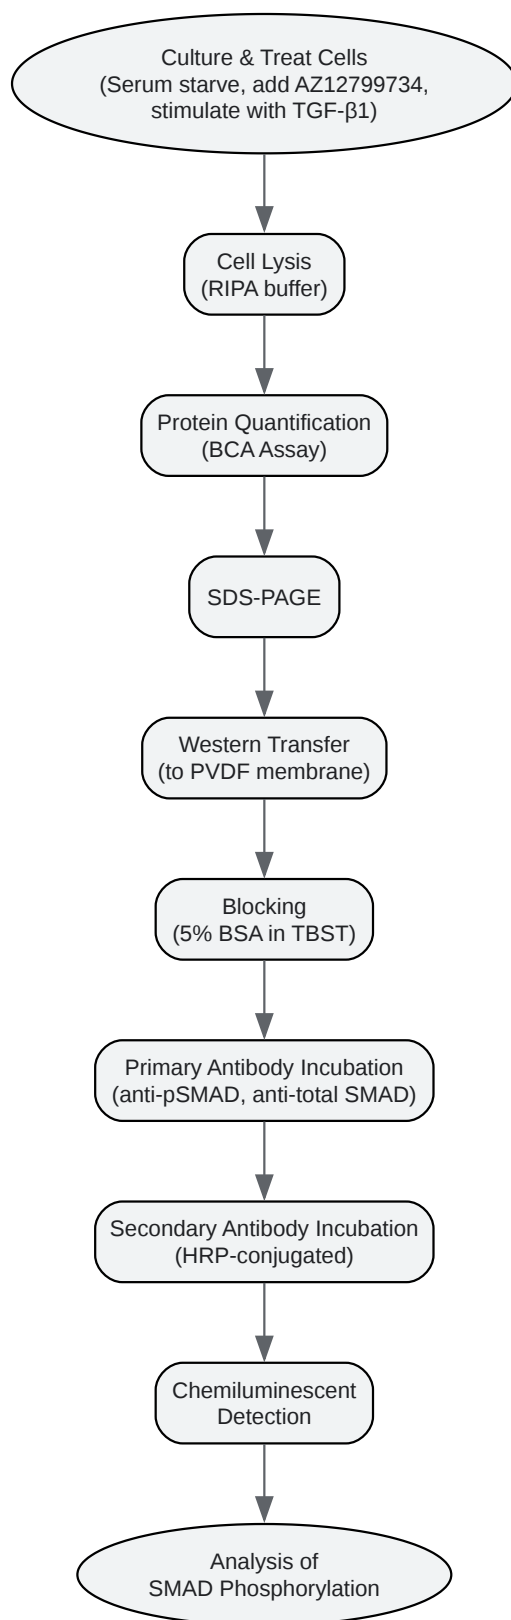 Culture & Treat Cells
(Serum starve, add AZ12799734,
stimulate with TGF-β1)
Cell Lysis
(RIPA buffer)
Protein Quantification
(BCA Assay)
SDS-PAGE
Western Transfer
(to PVDF membrane)
Blocking
(5% BSA in TBST)
Primary Antibody Incubation
(anti-pSMAD, anti-total SMAD)
Secondary Antibody Incubation
(HRP-conjugated)
Chemiluminescent
Detection
Analysis of
SMAD Phosphorylation